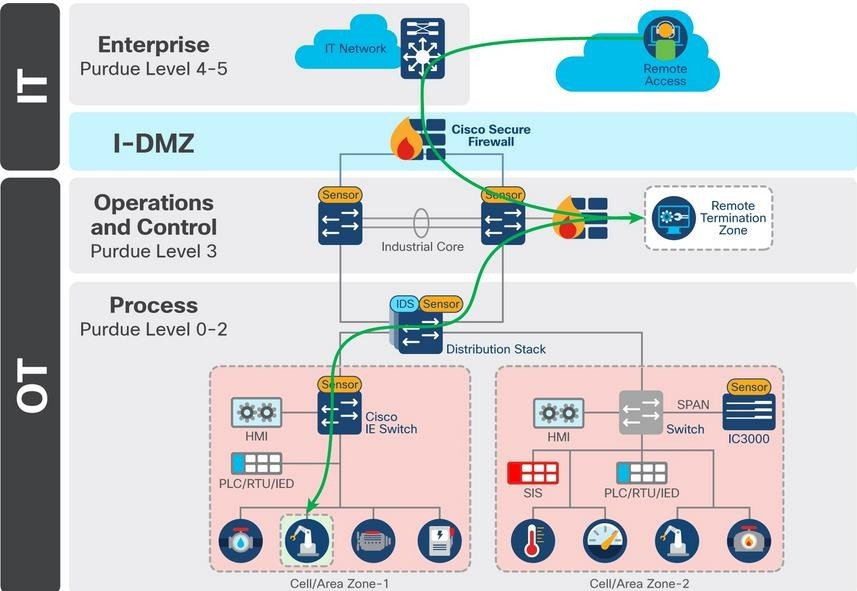 IT
Enterprise
Purdue Level 4-5
IT Network
Remote
Access
I-DMZ
Cisco Secure
Firewall
OT
Operations
and Control
Purdue Level 3
Sensor
Sensor
Industrial Core
Remote
Termination
Zone
Process
Purdue Level 0-2
IDS
Sensor
Distribution Stack
Sensor
Cisco
IE Switch
HMI
PLC/RTU/IED
Cell/Area Zone-1
HMI
SPAN
Switch
Sensor
IC3000
SIS
PLC/RTU/IED
Cell/Area Zone-2